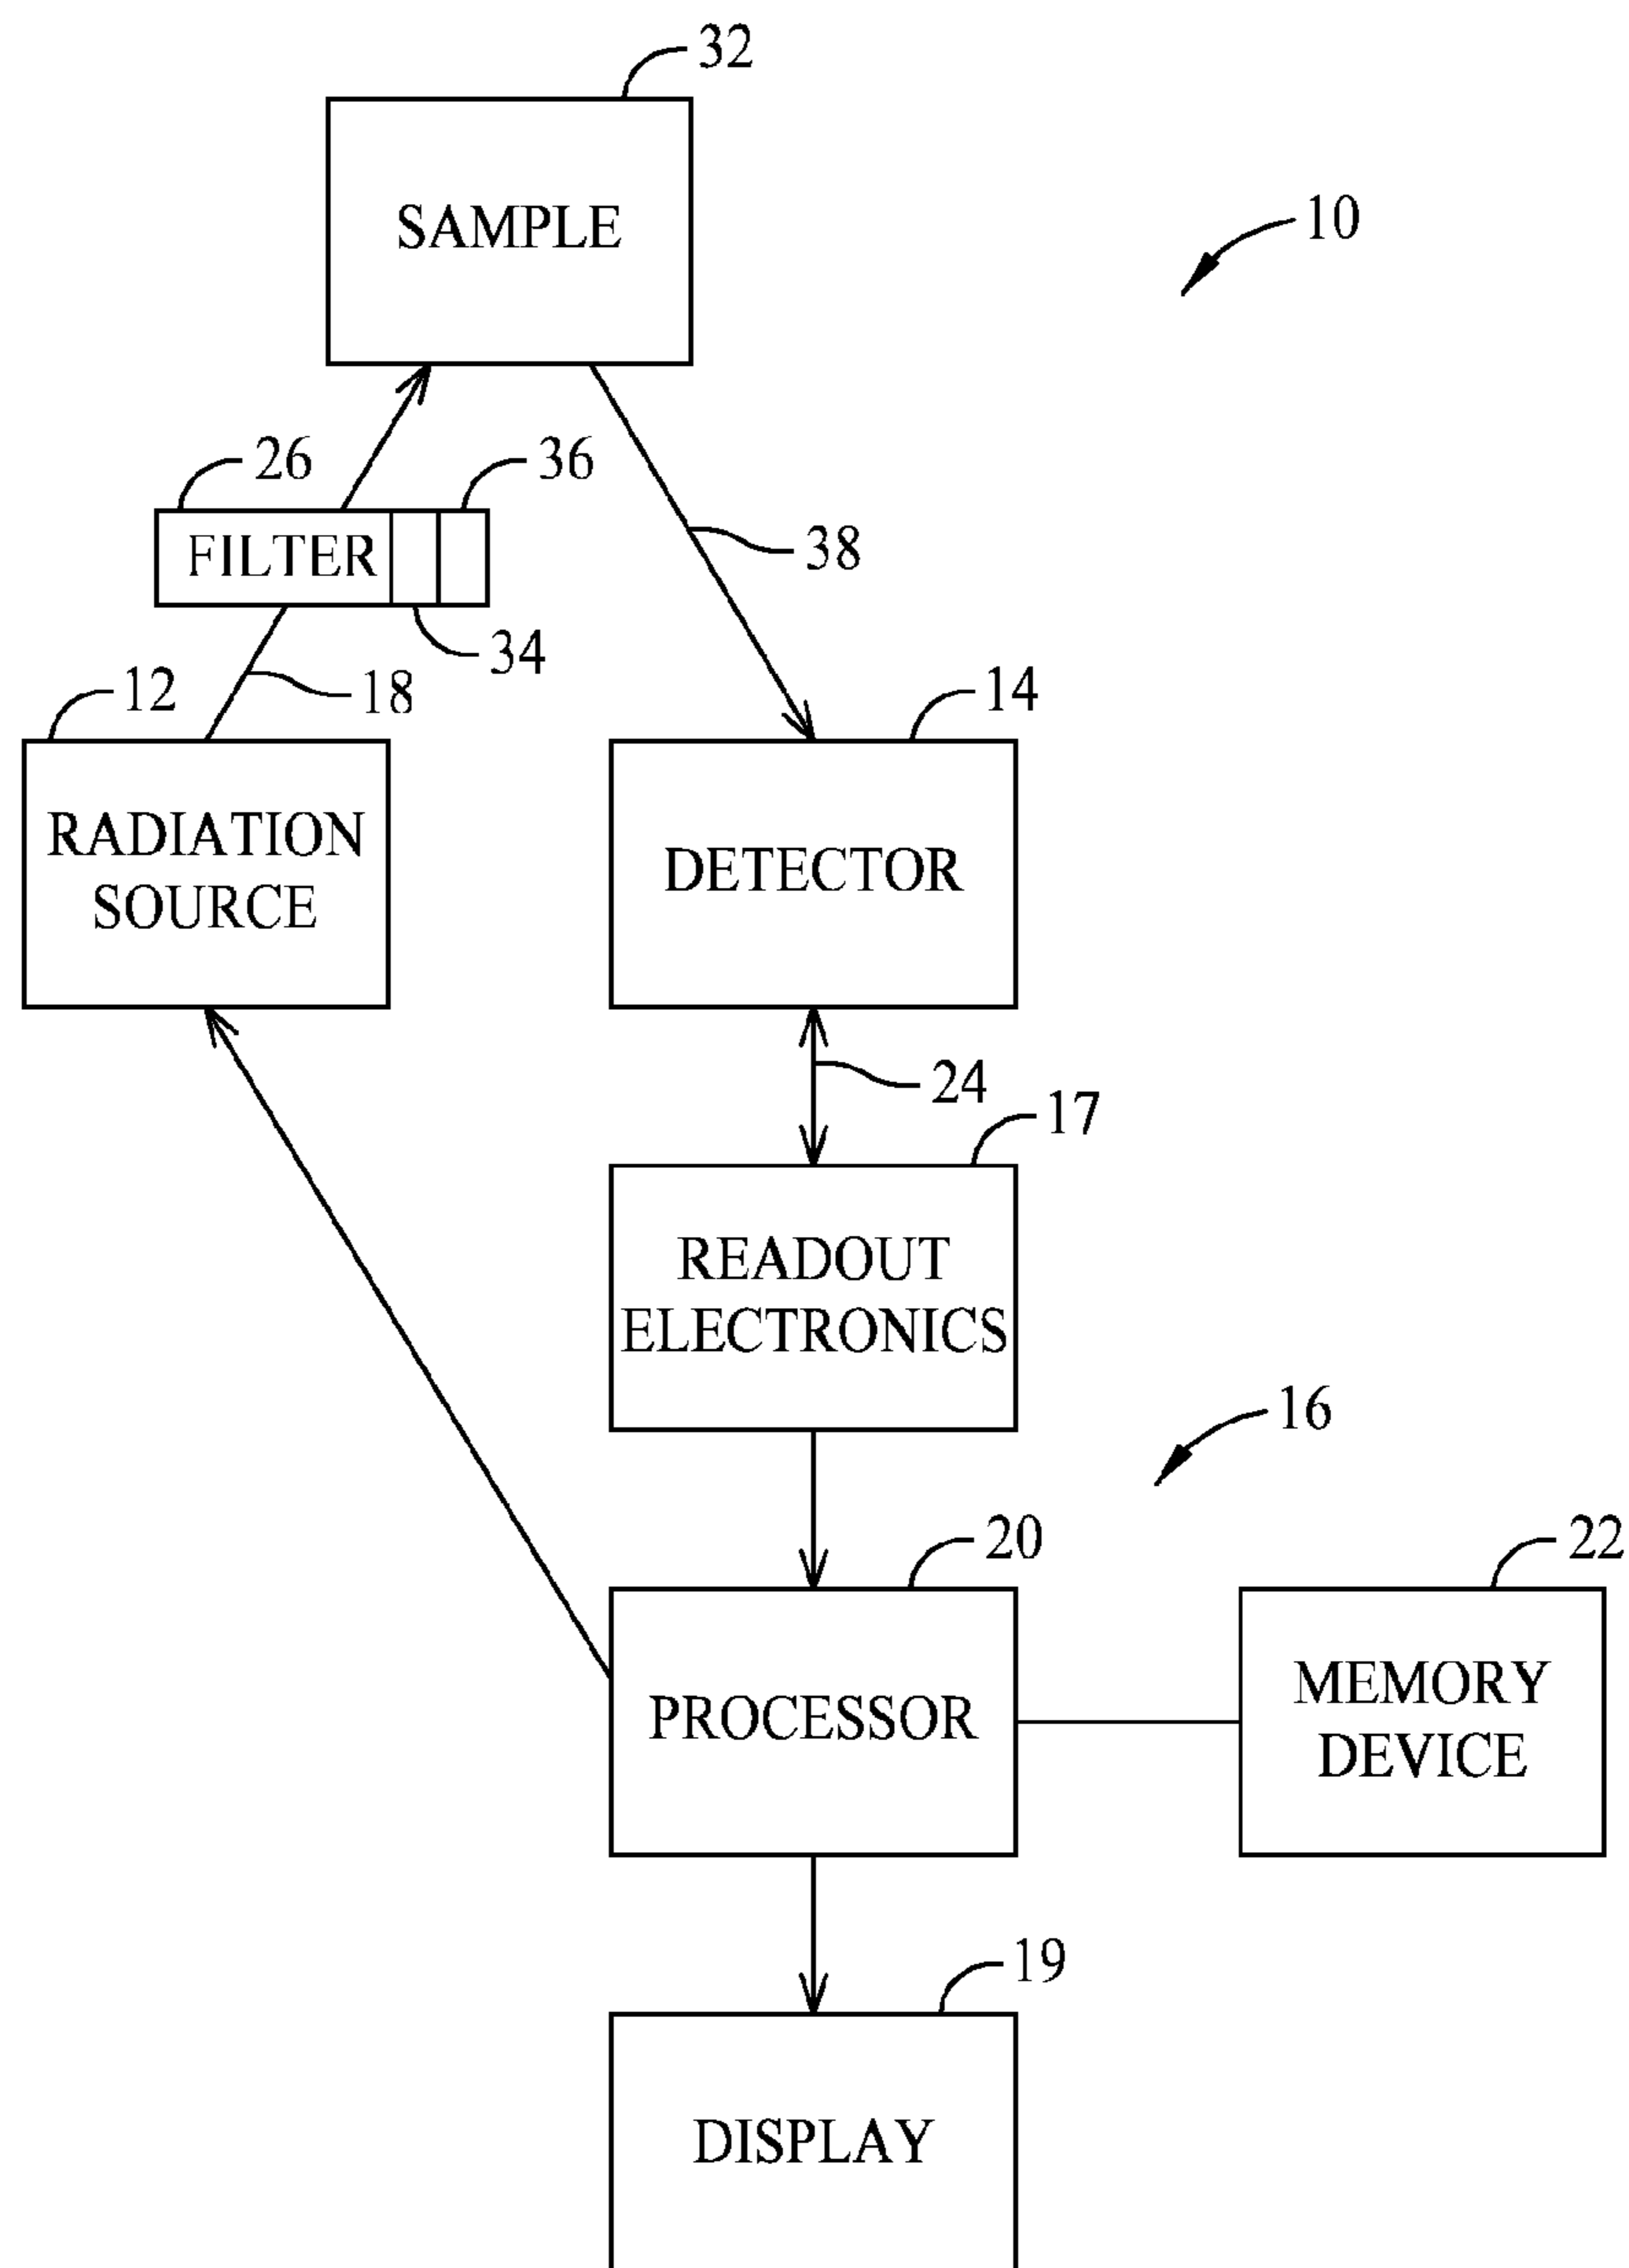 32
SAMPLE
10
26
36
FILTER
38
34
12
18
14
RADIATION
SOURCE
DETECTOR
24
17
READOUT
ELECTRONICS
16
20
22
PROCESSOR
MEMORY
DEVICE
19
DISPLAY